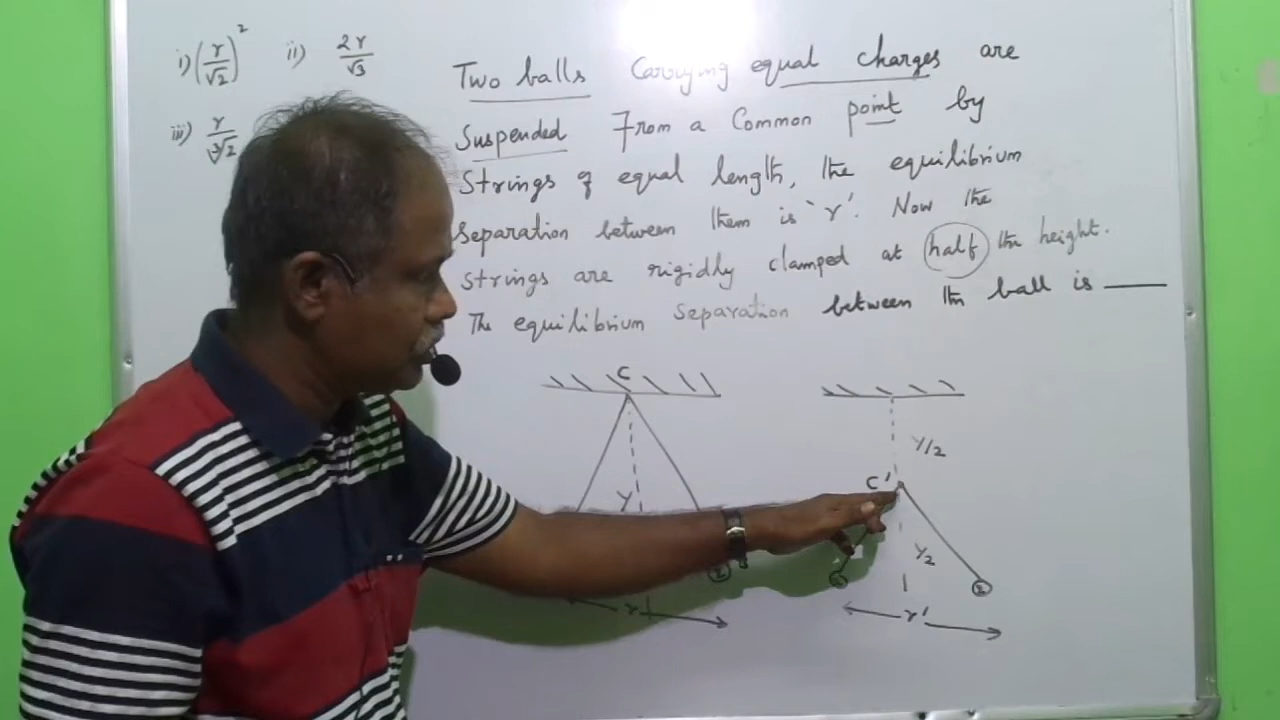 i) (r/√2)² ii) 2r/√3
iii) r/∛2
Two balls Carrying equal charges are
Suspended From a Common point by
Strings of equal length, the equilibrium
separation between them is 'r'. Now the
strings are rigidly clamped at half the height.
The equilibrium separation between the ball is ___
C
y
r
y/2
C'
y/2
2
r'